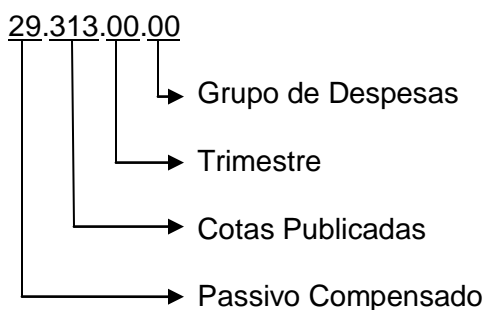 29.313.00.00
Grupo de Despesas
Trimestre
Cotas Publicadas
Passivo Compensado